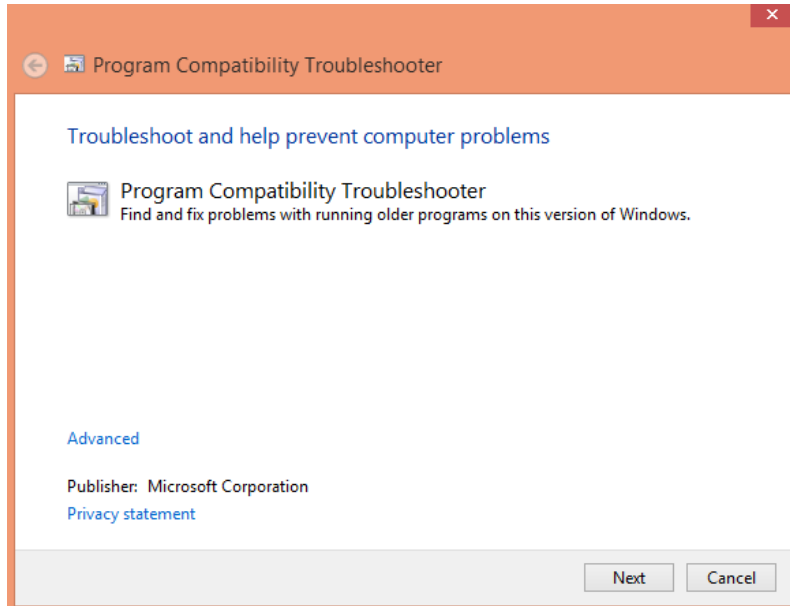 Program Compatibility Troubleshooter
Troubleshoot and help prevent computer problems
Program Compatibility Troubleshooter
Find and fix problems with running older programs on this version of Windows.
Advanced
Publisher: Microsoft Corporation
Privacy statement
Next Cancel